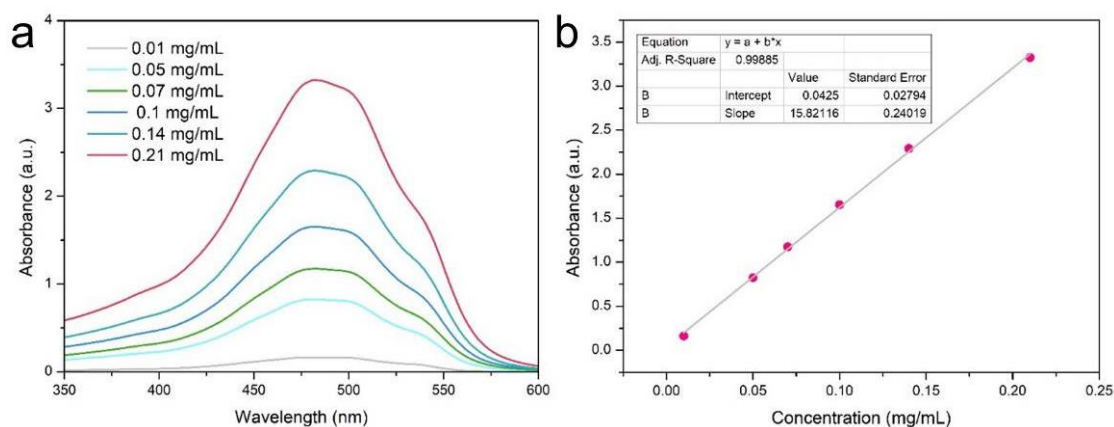 a
Absorbance (a.u.)
4
3
2
1
0
0.01 mg/mL
0.05 mg/mL
0.07 mg/mL
0.1 mg/mL
0.14 mg/mL
0.21 mg/mL
350 400 450 500 550 600
Wavelength (nm)
b
Absorbance (a.u.)
3.5
3.0
2.5
2.0
1.5
1.0
0.5
0.0
Equation y = a + b*x
Adj. R-Square 0.99885
Value Standard Error
B Intercept 0.0425 0.02794
B Slope 15.82116 0.24019
0.00 0.05 0.10 0.15 0.20 0.25
Concentration (mg/mL)